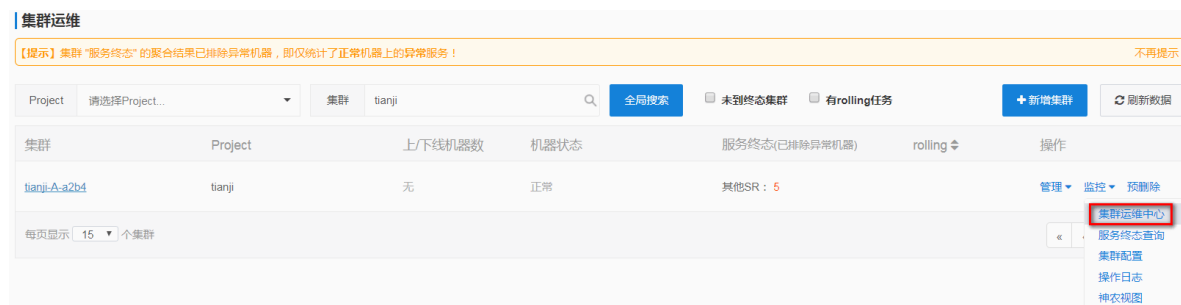 集群运维
【提示】集群 "服务终态" 的聚合结果已排除异常机器，即仅统计了正常机器上的异常服务！ 不再提示
Project 请选择Project... 集群 tianji 全局搜索 未到终态集群 有rolling任务 +新增集群 刷新数据
集群 Project 上/下线机器数 机器状态 服务终态(已排除异常机器) rolling 操作
tianji-A-a2b4 tianji 无 正常 其他SR： 5 管理 监控 预删除
集群运维中心
每页显示 15 个集群 «
服务终态查询
集群配置
操作日志
神农视图